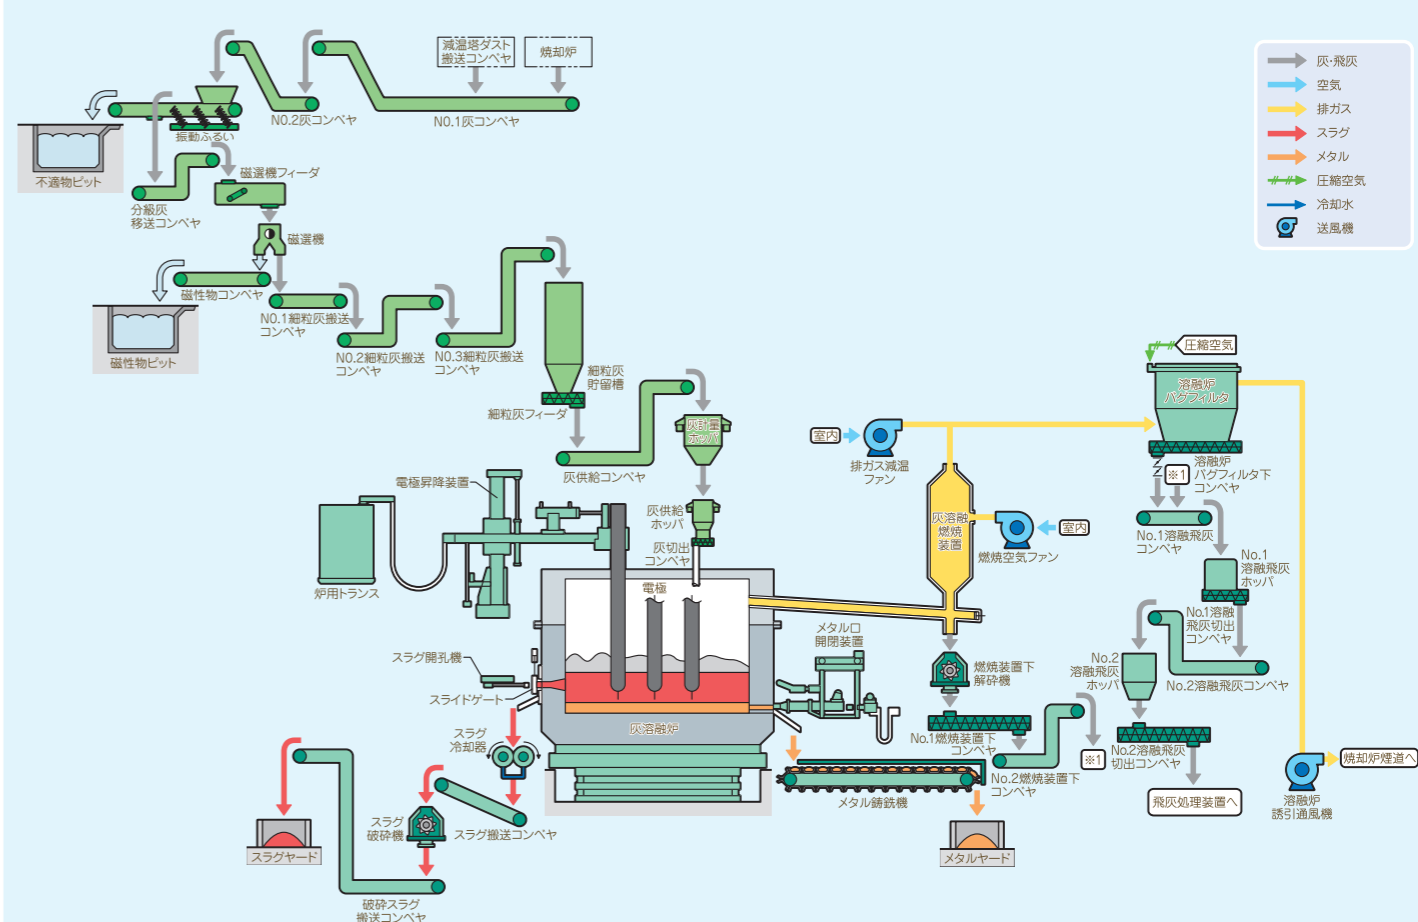 減温塔ダスト
搬送コンベヤ
焼却炉
NO.2灰コンベヤ
NO.1灰コンベヤ
振動ふるい
不適物ピット
分級灰
移送コンベヤ
磁選機フィーダ
磁選機
磁性物コンベヤ
磁性物ピット
NO.1細粒灰搬送
コンベヤ
NO.2細粒灰搬送
コンベヤ
NO.3細粒灰搬送
コンベヤ
細粒灰
貯留槽
細粒灰フィーダ
灰供給コンベヤ
灰計量
ホッパ
灰供給
ホッパ
灰切出
コンベヤ
電極昇降装置
炉用トランス
電極
スラグ開孔機
スライドゲート
灰溶融炉
スラグ
冷却器
スラグ搬送コンベヤ
スラグ
破砕機
スラグヤード
破砕スラグ
搬送コンベヤ
メタル口
開閉装置
メタル鋳銑機
メタルヤード
室内
排ガス減温
ファン
灰溶融
燃焼
装置
室内
燃焼空気ファン
燃焼装置下
解砕機
No.1燃焼装置下
コンベヤ
No.2燃焼装置下
コンベヤ
※1
圧縮空気
溶融炉
バグフィルタ
溶融炉
バグフィルタ下
コンベヤ
※1
No.1溶融飛灰
コンベヤ
No.1
溶融飛灰
ホッパ
No.1溶融
飛灰切出
コンベヤ
No.2溶融飛灰コンベヤ
No.2
溶融飛灰
ホッパ
No.2溶融飛灰
切出コンベヤ
飛灰処理装置へ
溶融炉
誘引通風機
焼却炉煙道へ
灰・飛灰
空気
排ガス
スラグ
メタル
圧縮空気
冷却水
送風機